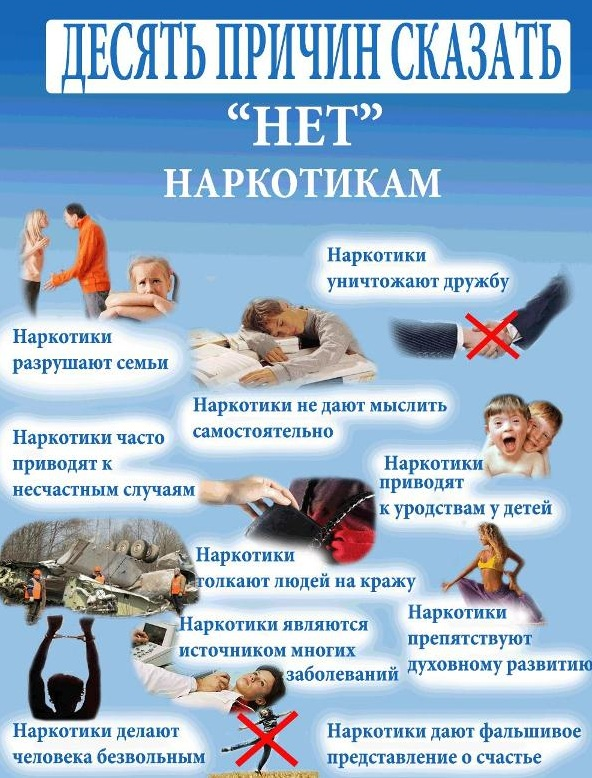 ДЕСЯТЬ ПРИЧИН СКАЗАТЬ
“НЕТ”
НАРКОТИКАМ
Наркотики
уничтожают дружбу
Наркотики
разрушают семьи
Наркотики не дают мыслить
самостоятельно
Наркотики часто
приводят к
несчастным случаям
Наркотики
приводят
к уродствам у детей
Наркотики
толкают людей на кражу
Наркотики
препятствуют
духовному развитию
Наркотики являются
источником многих
заболеваний
Наркотики делают
человека безвольным
Наркотики дают фальшивое
представление о счастье